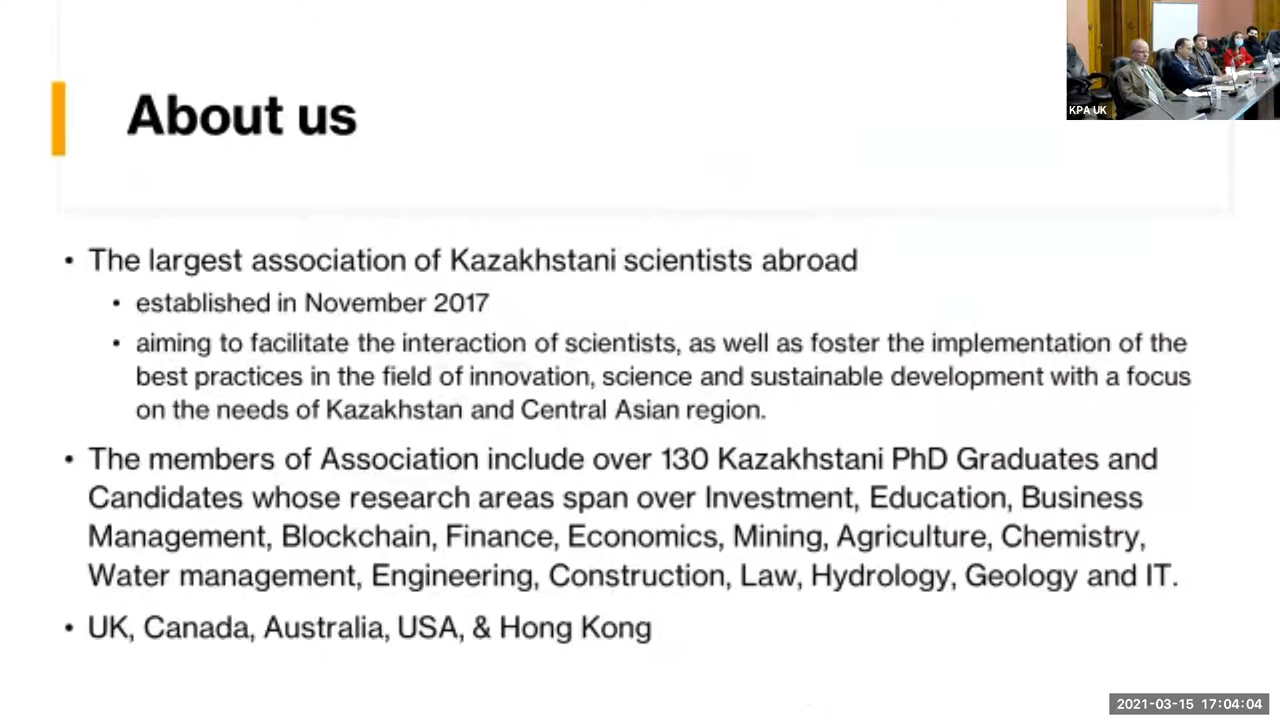 About us
KPA UK
• The largest association of Kazakhstani scientists abroad
• established in November 2017
• aiming to facilitate the interaction of scientists, as well as foster the implementation of the
best practices in the field of innovation, science and sustainable development with a focus
on the needs of Kazakhstan and Central Asian region.
• The members of Association include over 130 Kazakhstani PhD Graduates and
Candidates whose research areas span over Investment, Education, Business
Management, Blockchain, Finance, Economics, Mining, Agriculture, Chemistry,
Water management, Engineering, Construction, Law, Hydrology, Geology and IT.
• UK, Canada, Australia, USA, & Hong Kong
2021-03-15 17:04:04